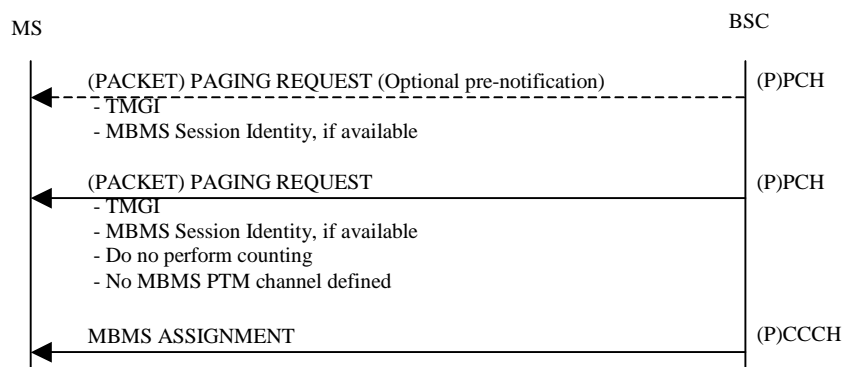 MS
BSC
(PACKET) PAGING REQUEST (Optional pre-notification)
(P)PCH
- TMGI
- MBMS Session Identity, if available
(PACKET) PAGING REQUEST
(P)PCH
- TMGI
- MBMS Session Identity, if available
- Do no perform counting
- No MBMS PTM channel defined
MBMS ASSIGNMENT
(P)CCCH